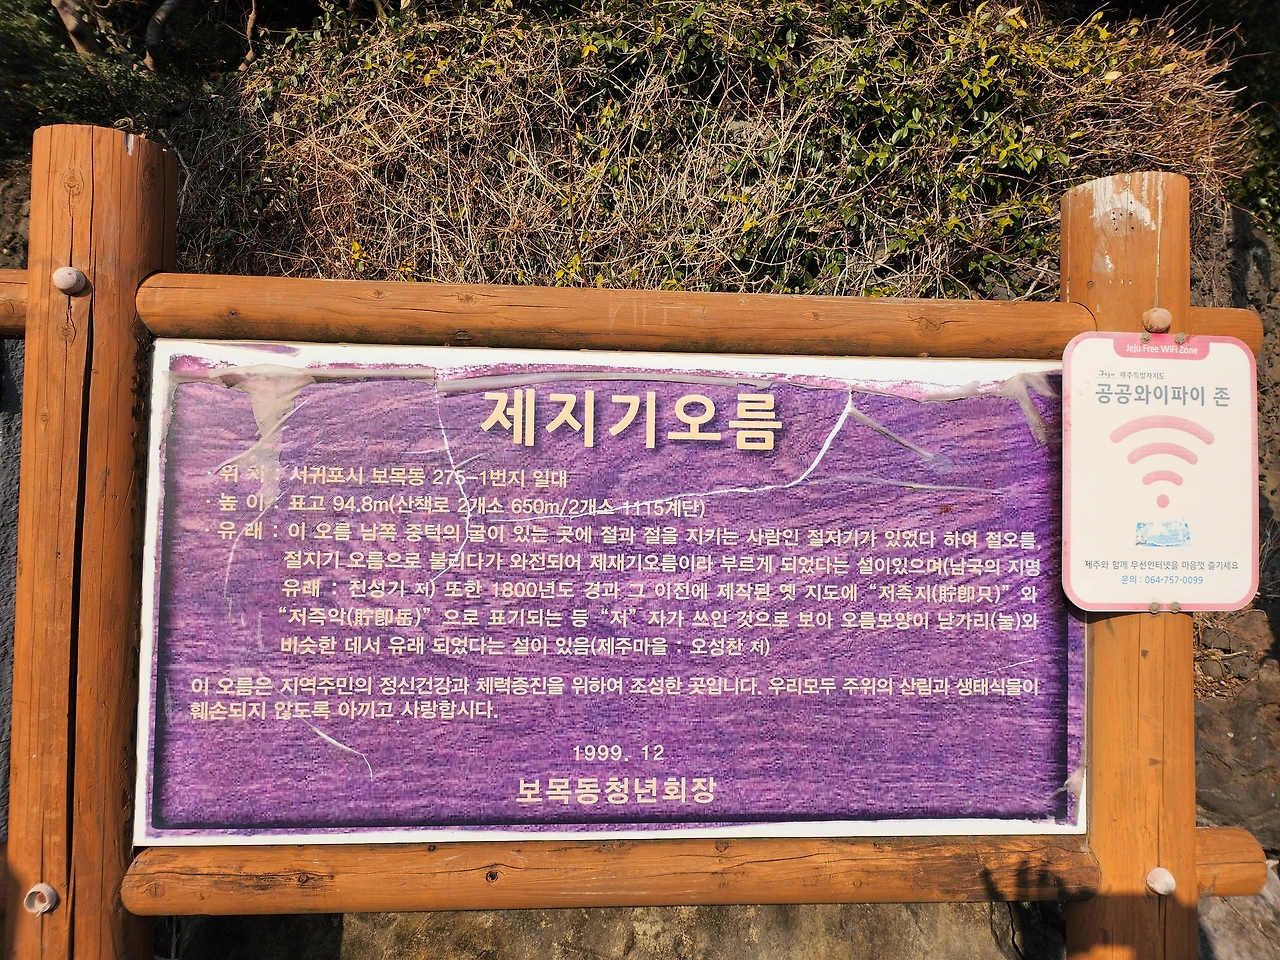 제지기오름
· 위 치 : 서귀포시 보목동 275-1번지 일대
· 높 이 : 표고 94.8m(산책로 2개소 650m/2개소 1115계단)
· 유 래 : 이 오름 남쪽 중턱의 굴이 있는 곳에 절과 절을 지키는 사람인 절지기가 있었다 하여 절오름,
절지기 오름으로 불리다가 와전되어 제재기오름이라 부르게 되었다는 설이있으며(남국의 지명
유래 : 진성기 저) 또한 1800년도 경과 그 이전에 제작된 옛 지도에 “저즉지(貯卽只)” 와
“저즉악(貯卽岳)” 으로 표기되는 등 “저” 자가 쓰인 것으로 보아 오름모양이 낟가리(눌)와
비슷한 데서 유래 되었다는 설이 있음(제주마을 : 오성찬 저)
이 오름은 지역주민의 정신건강과 체력증진을 위하여 조성한 곳입니다. 우리모두 주위의 산림과 생태식물이
훼손되지 않도록 아끼고 사랑합시다.
1999. 12
보목동청년회장
Jeju Free WiFi Zone
Jeju 제주특별자치도
공공와이파이 존
제주와 함께 무선인터넷을 마음껏 즐기세요
문의 : 064-757-0099